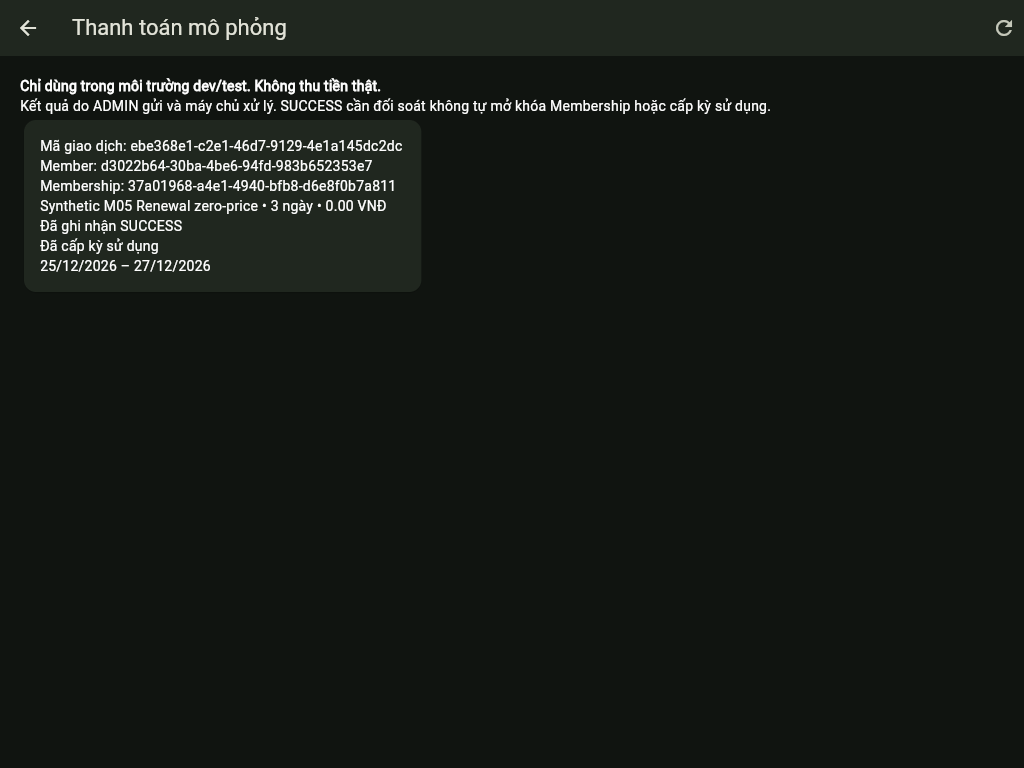 Thanh toán mô phỏng
Chỉ dùng trong môi trường dev/test. Không thu tiền thật.
Kết quả do ADMIN gửi và máy chủ xử lý. SUCCESS cần đối soát không tự mở khóa Membership hoặc cấp kỳ sử dụng.
Mã giao dịch: ebe368e1-c2e1-46d7-9129-4e1a145dc2dc
Member: d3022b64-30ba-4be6-94fd-983b652353e7
Membership: 37a01968-a4e1-4940-bfb8-d6e8f0b7a811
Synthetic M05 Renewal zero-price • 3 ngày • 0.00 VNĐ
Đã ghi nhận SUCCESS
Đã cấp kỳ sử dụng
25/12/2026 – 27/12/2026